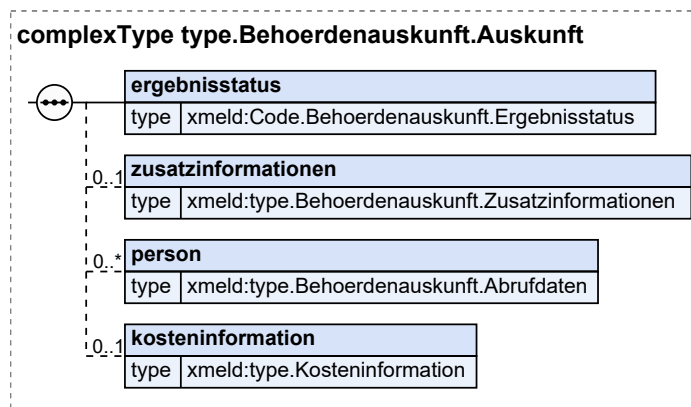 complexType type.Behoerdenauskunft.Auskunft
ergebnisstatus
type xmeld:Code.Behoerdenauskunft.Ergebnisstatus
0..1
zusatzinformationen
type xmeld:type.Behoerdenauskunft.Zusatzinformationen
0..*
person
type xmeld:type.Behoerdenauskunft.Abrufdaten
0..1
kosteninformation
type xmeld:type.Kosteninformation